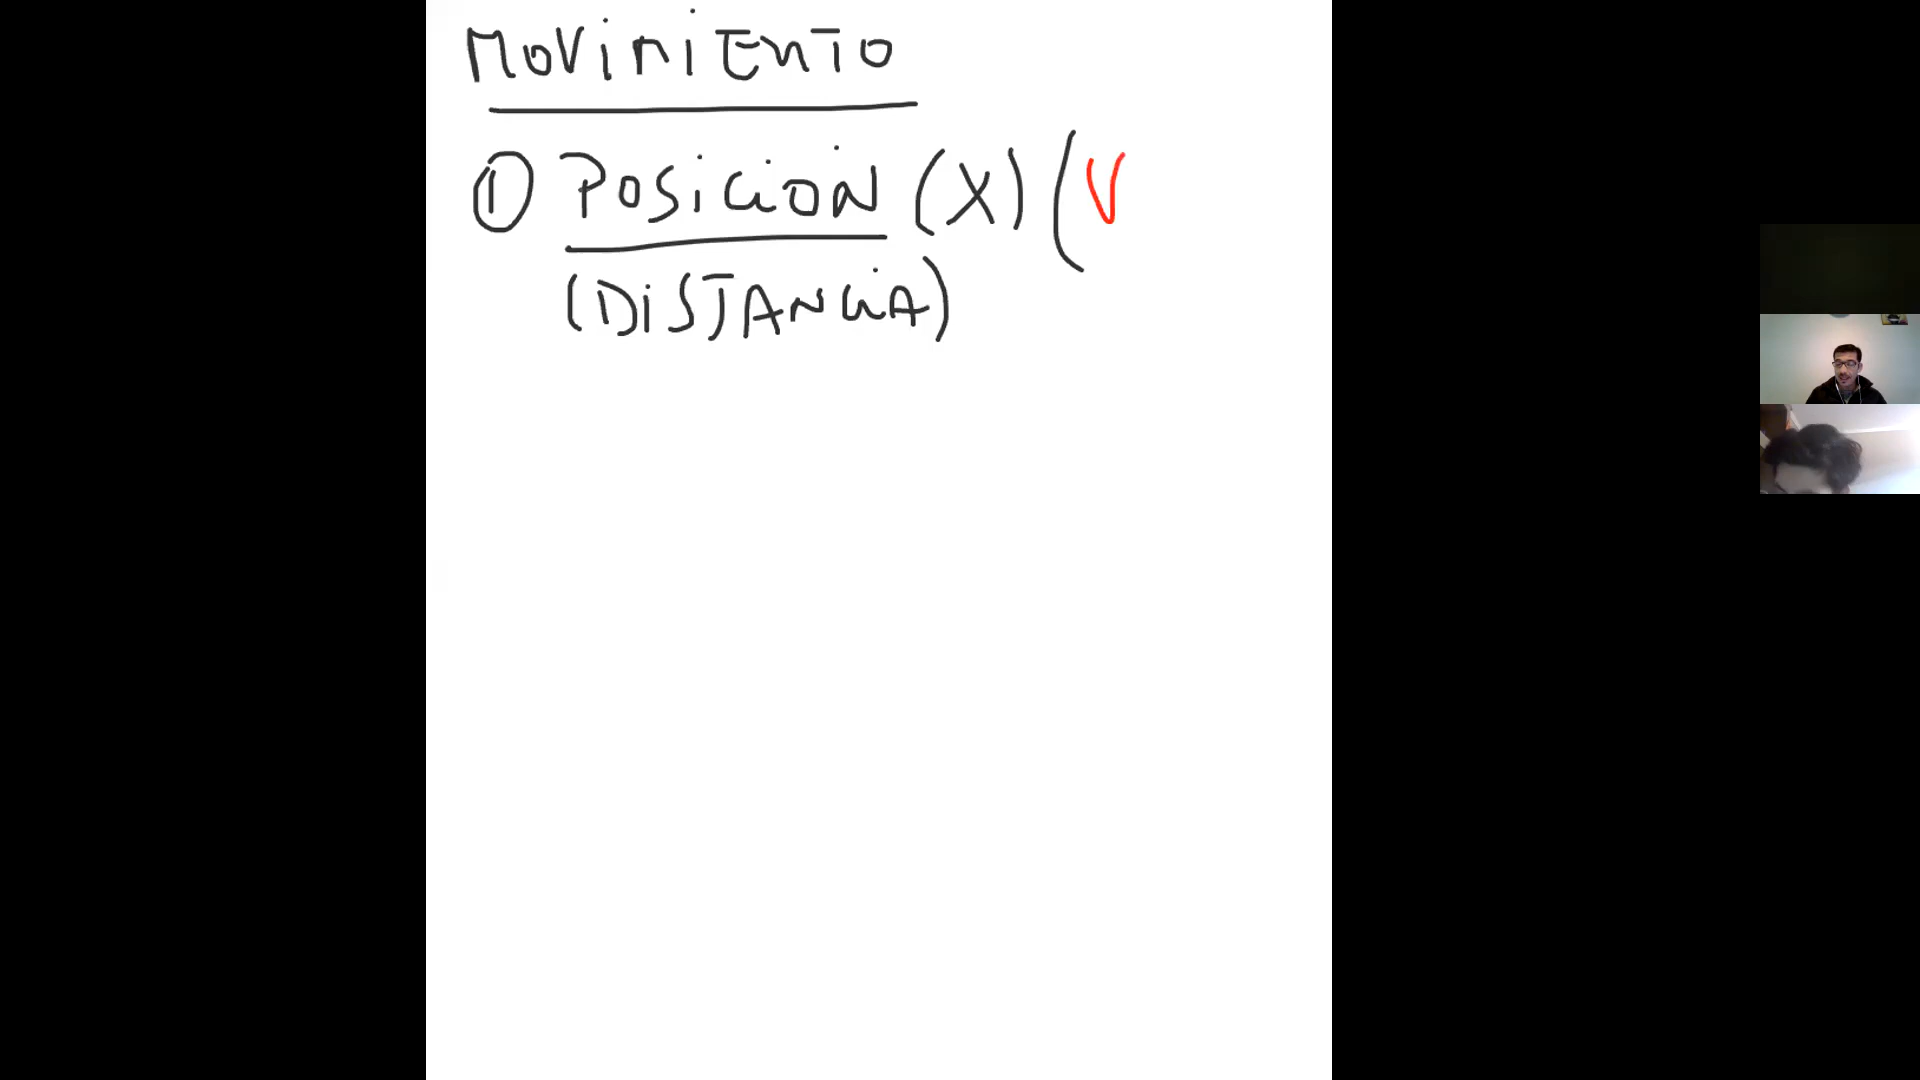 MOVIMIENTO
① POSICION (X) (V
(DISTANCIA)